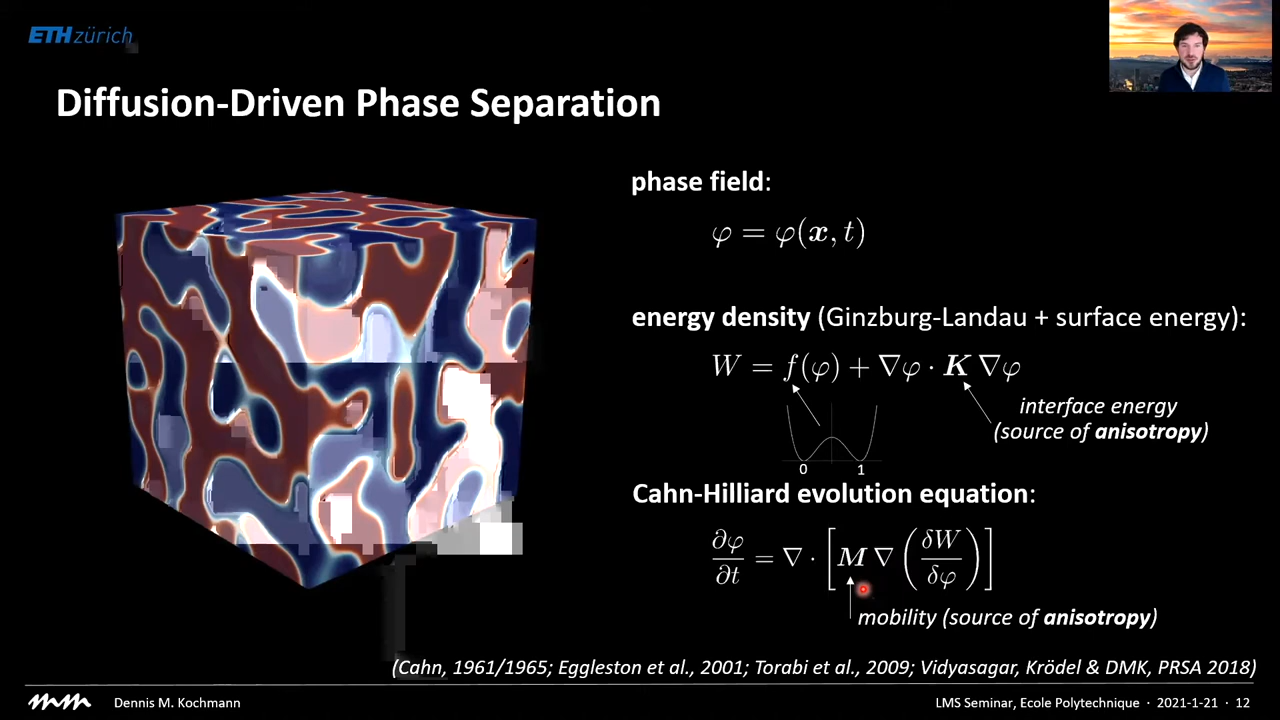 ETH zürich
Diffusion-Driven Phase Separation
phase field:
φ = φ(x, t)
energy density (Ginzburg-Landau + surface energy):
W = f(φ) + ∇φ · K ∇φ
interface energy
(source of anisotropy)
0 1
Cahn-Hilliard evolution equation:
∂φ/∂t = ∇ · [M ∇ (δW/δφ)]
mobility (source of anisotropy)
(Cahn, 1961/1965; Eggleston et al., 2001; Torabi et al., 2009; Vidyasagar, Krödel & DMK, PRSA 2018)
Dennis M. Kochmann
LMS Seminar, Ecole Polytechnique · 2021-1-21 · 12